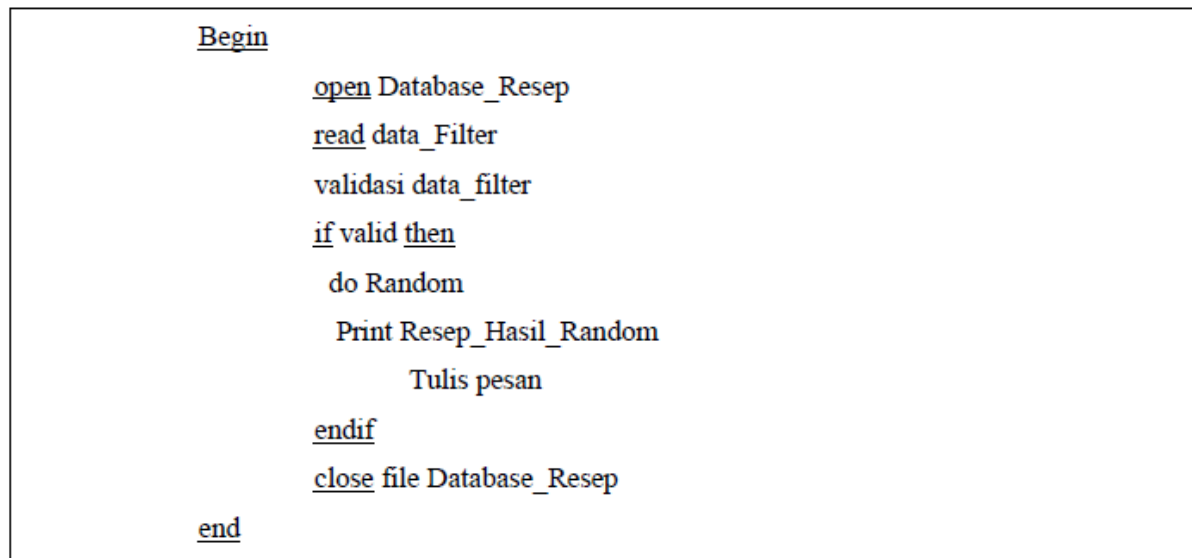 Begin
open Database_Resep
read data_Filter
validasi data_filter
if valid then
do Random
Print Resep_Hasil_Random
Tulis pesan
endif
close file Database_Resep
end